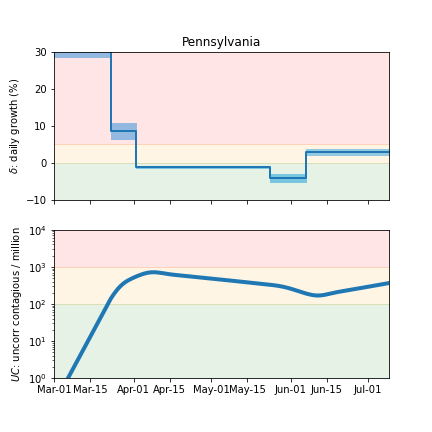 Pennsylvania
δ: daily growth (%)
30
20
10
0
−10
UC: uncorr contagious / million
10⁴
10³
10²
10¹
10⁰
Mar-01 Mar-15 Apr-01 Apr-15 May-01 May-15 Jun-01 Jun-15 Jul-01